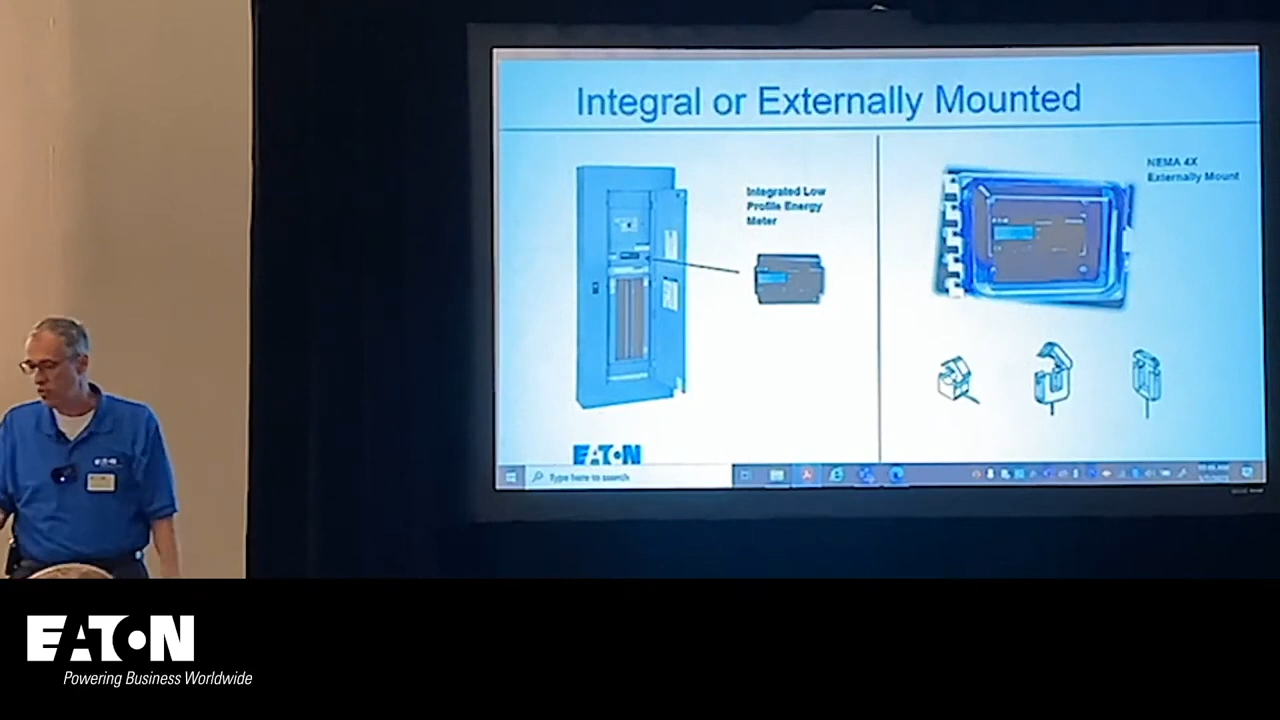 Integral or Externally Mounted
Integrated Low
Profile Energy
Meter
NEMA 4X
Externally Mount
EATON
Type here to search
EATON
EATON
Powering Business Worldwide